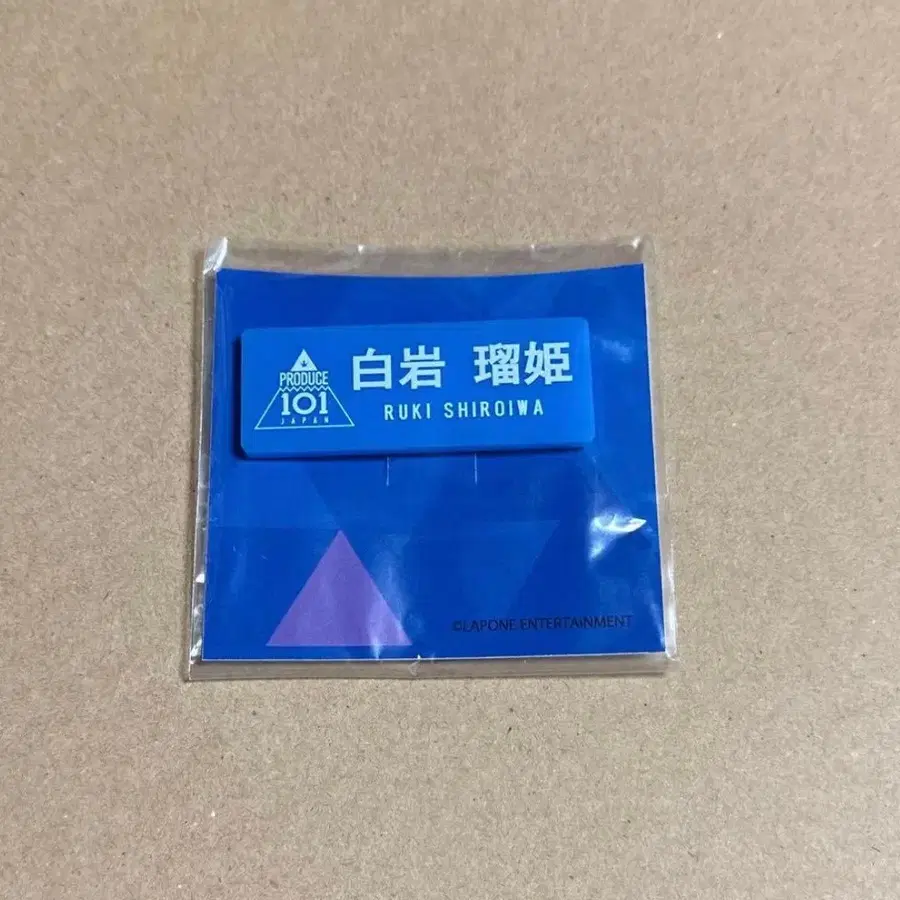 PRODUCE
101
JAPAN
白岩 瑠姫
RUKI SHIROIWA
©LAPONE ENTERTAINMENT